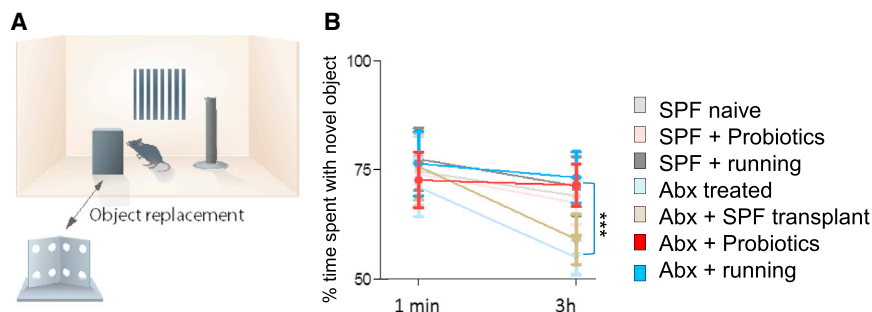 A
Object replacement
B
% time spent with novel object
100
75
50
1 min
3h
***
SPF naive
SPF + Probiotics
SPF + running
Abx treated
Abx + SPF transplant
Abx + Probiotics
Abx + running